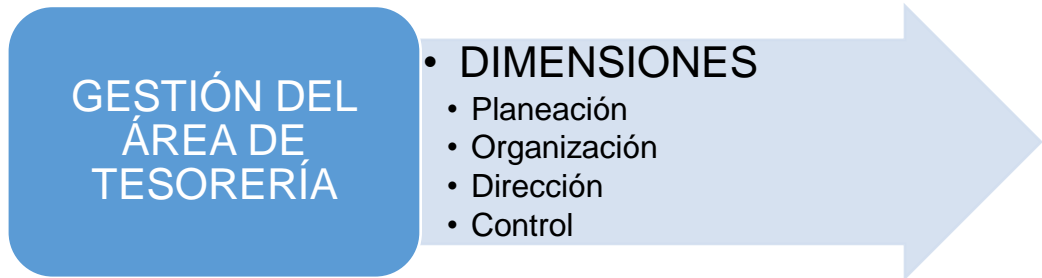 GESTIÓN DEL
ÁREA DE
TESORERÍA
• DIMENSIONES
• Planeación
• Organización
• Dirección
• Control